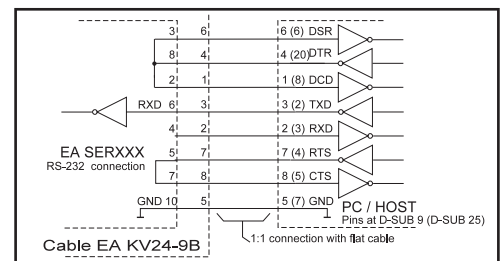 3 6 6 (6) DSR
8 4 4 (20) DTR
2 1 1 (8) DCD
RXD 6 3 3 (2) TXD
4 2 2 (3) RXD
5 7 7 (4) RTS
7 8 8 (5) CTS
GND 10 5 5 (7) GND
EA SERXXX
RS-232 connection
PC / HOST
Pins at D-SUB 9 (D-SUB 25)
1:1 connection with flat cable
Cable EA KV24-9B